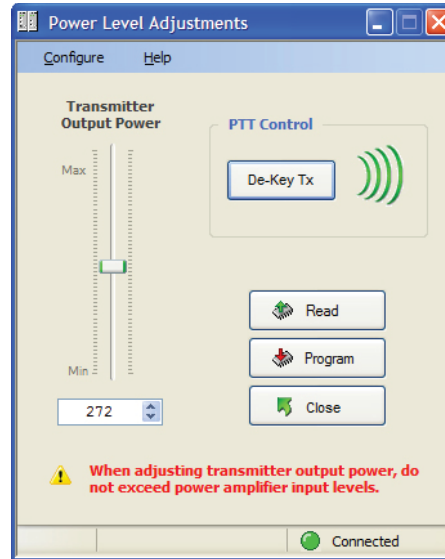 Power Level Adjustments
Configure Help
Transmitter
Output Power
PTT Control
Max
De-Key Tx
Read
Program
Min
Close
272
When adjusting transmitter output power, do
not exceed power amplifier input levels.
Connected